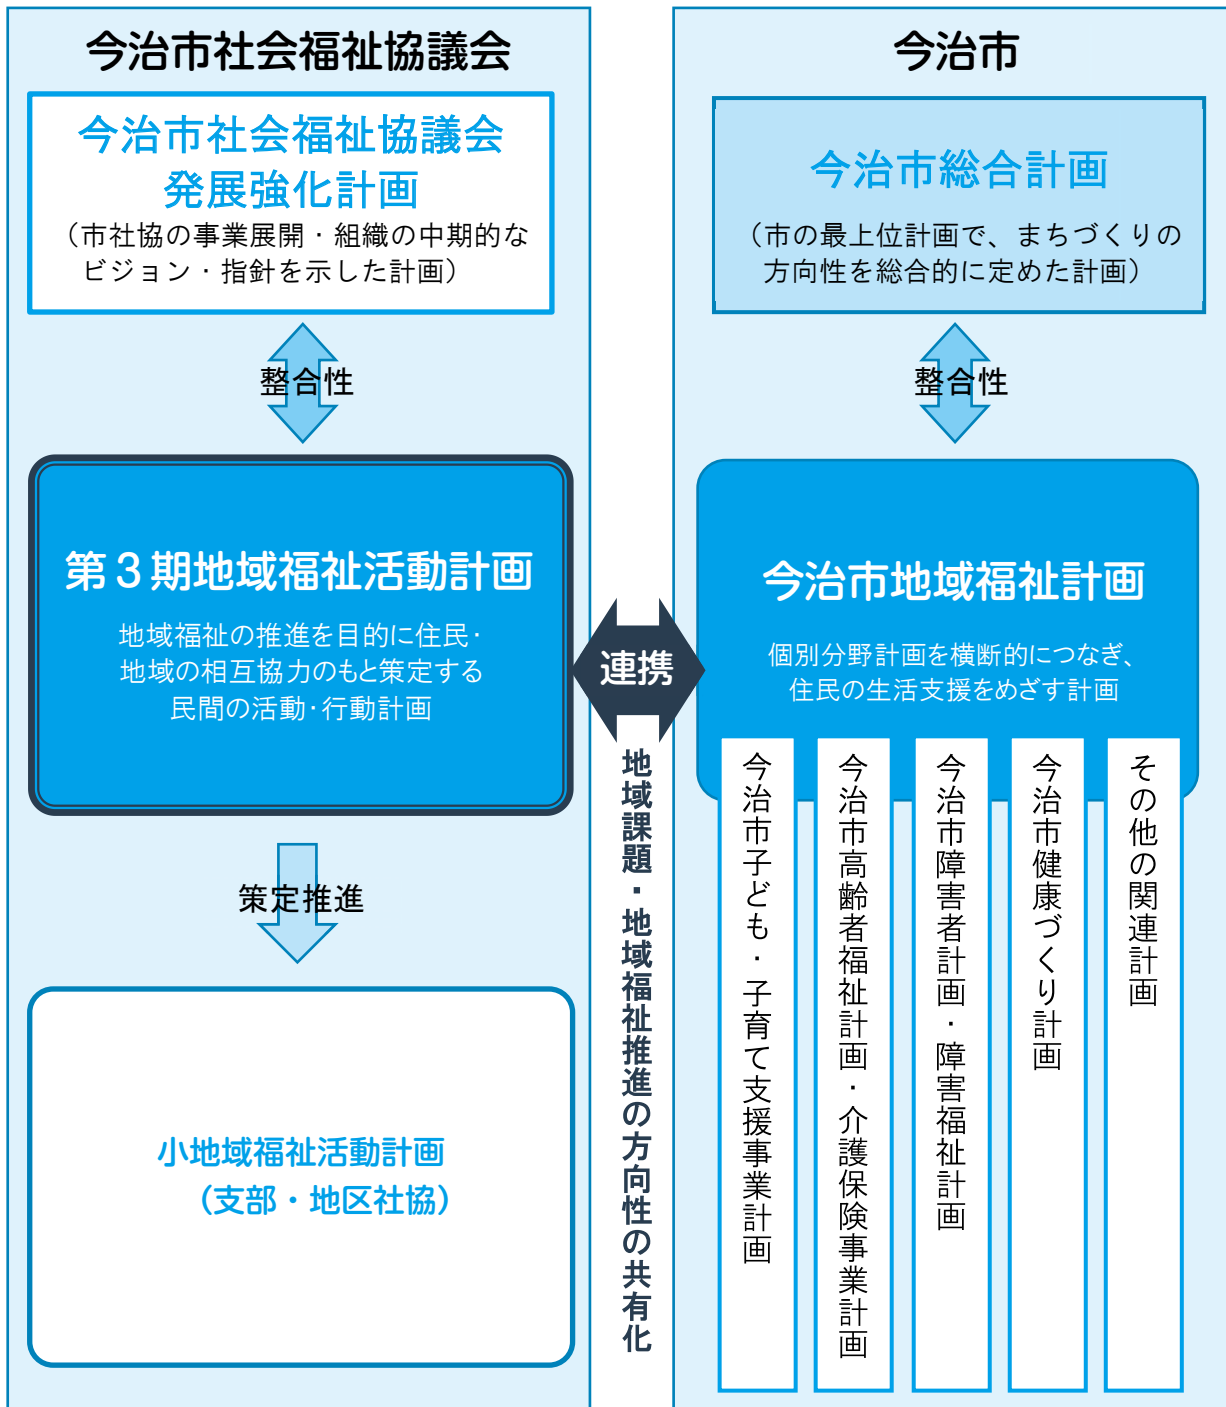 今治市社会福祉協議会
今治市社会福祉協議会
発展強化計画
（市社協の事業展開・組織の中期的な
ビジョン・指針を示した計画）
整合性
第３期地域福祉活動計画
地域福祉の推進を目的に住民・
地域の相互協力のもと策定する
民間の活動・行動計画
策定推進
小地域福祉活動計画
（支部・地区社協）
連携
地域課題・地域福祉推進の方向性の共有化
今治市
今治市総合計画
（市の最上位計画で、まちづくりの
方向性を総合的に定めた計画）
整合性
今治市地域福祉計画
個別分野計画を横断的につなぎ、
住民の生活支援をめざす計画
今治市子ども・子育て支援事業計画
今治市高齢者福祉計画・介護保険事業計画
今治市障害者計画・障害福祉計画
今治市健康づくり計画
その他の関連計画